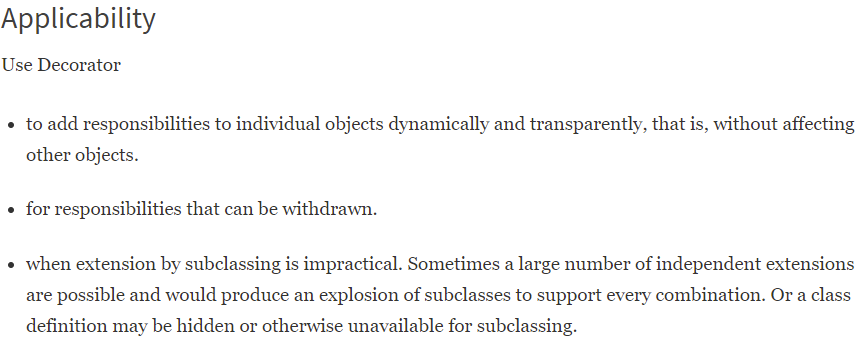 Applicability
Use Decorator
• to add responsibilities to individual objects dynamically and transparently, that is, without affecting
other objects.
• for responsibilities that can be withdrawn.
• when extension by subclassing is impractical. Sometimes a large number of independent extensions
are possible and would produce an explosion of subclasses to support every combination. Or a class
definition may be hidden or otherwise unavailable for subclassing.